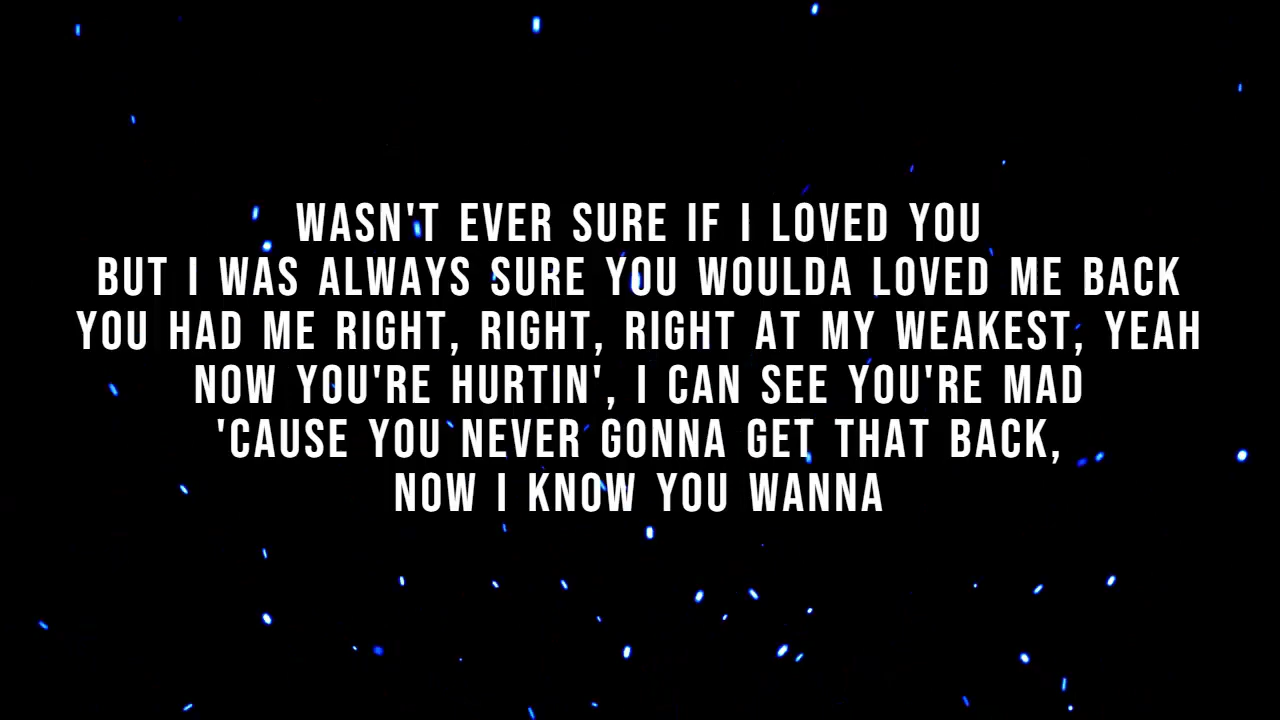 WASN'T EVER SURE IF I LOVED YOU
BUT I WAS ALWAYS SURE YOU WOULDA LOVED ME BACK
YOU HAD ME RIGHT, RIGHT, RIGHT AT MY WEAKEST, YEAH
NOW YOU'RE HURTIN', I CAN SEE YOU'RE MAD
'CAUSE YOU NEVER GONNA GET THAT BACK,
NOW I KNOW YOU WANNA